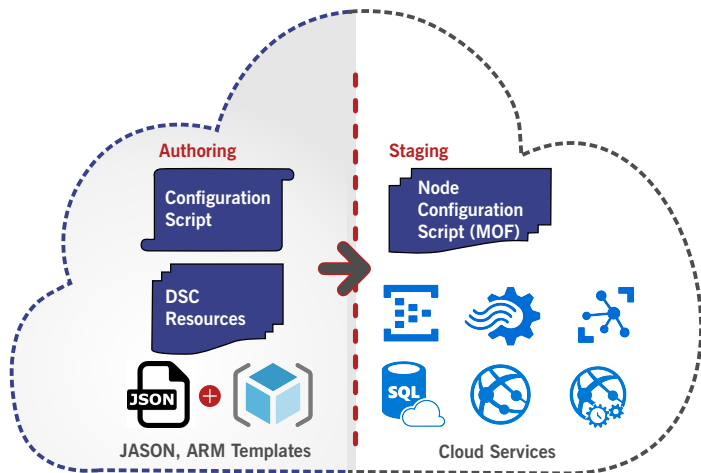 Authoring
Configuration
Script
DSC
Resources
JSON
JASON, ARM Templates
Staging
Node
Configuration
Script (MOF)
SQL
Cloud Services